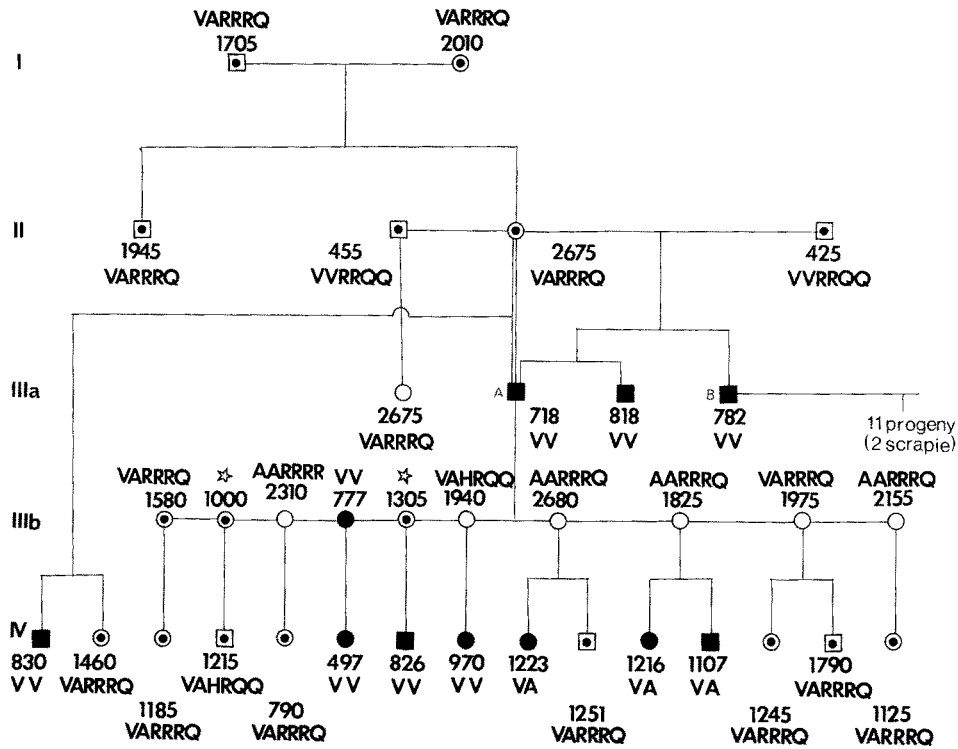 VARRRQ VARRRQ
1705 2010
I
II
1945 455 2675 425
VARRRQ VVRRQQ VARRRQ VVRRQQ
IIIa A B
2675 718 818 782 11 progeny
VARRRQ VV VV VV (2 scrapie)
VARRRQ ☆ AARRRR VV ☆ VAHRQQ AARRRQ AARRRQ VARRRQ AARRRQ
1580 1000 2310 777 1305 1940 2680 1825 1975 2155
IIIb
IV
830 1460 1215 497 826 970 1223 1216 1107 1790
VV VARRRQ VAHRQQ VV VV VV VA VA VA VARRRQ
1185 790 1251 1245 1125
VARRRQ VARRRQ VARRRQ VARRRQ VARRRQ